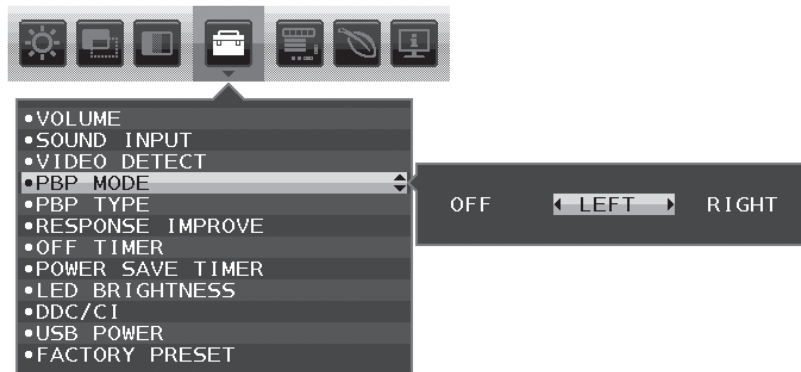 •VOLUME
•SOUND INPUT
•VIDEO DETECT
•PBP MODE
•PBP TYPE
•RESPONSE IMPROVE
•OFF TIMER
•POWER SAVE TIMER
•LED BRIGHTNESS
•DDC/CI
•USB POWER
•FACTORY PRESET
OFF LEFT RIGHT